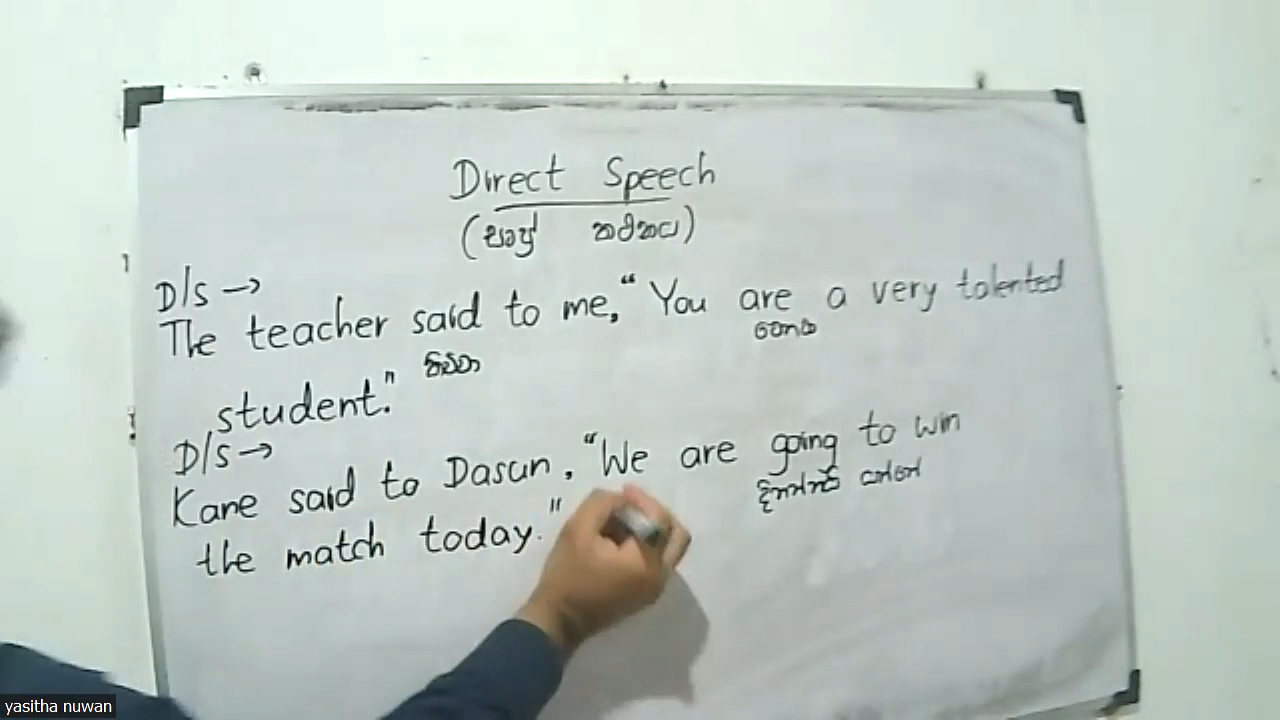 Direct Speech
(සෘජු කථනය)
D/S →
The teacher said to me, "You are a very talented
student."
D/S →
Kane said to Dasun, "We are going to win
the match today."
yasitha nuwan